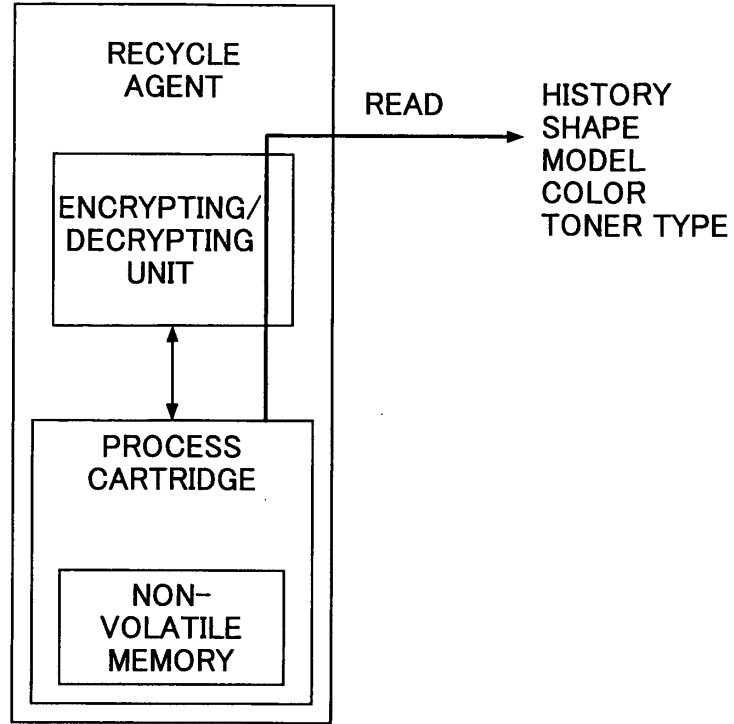 RECYCLE
AGENT
READ
HISTORY
SHAPE
MODEL
COLOR
TONER TYPE
ENCRYPTING/
DECRYPTING
UNIT
PROCESS
CARTRIDGE
NON-
VOLATILE
MEMORY